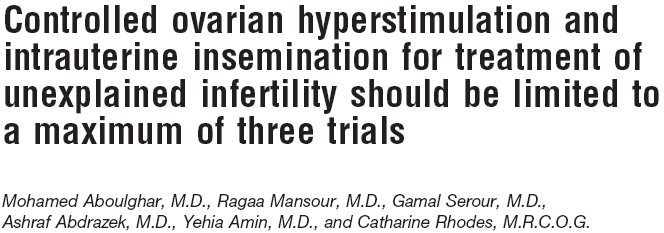 Controlled ovarian hyperstimulation and
intrauterine insemination for treatment of
unexplained infertility should be limited to
a maximum of three trials
Mohamed Aboulghar, M.D., Ragaa Mansour, M.D., Gamal Serour, M.D.,
Ashraf Abdrazek, M.D., Yehia Amin, M.D., and Catharine Rhodes, M.R.C.O.G.